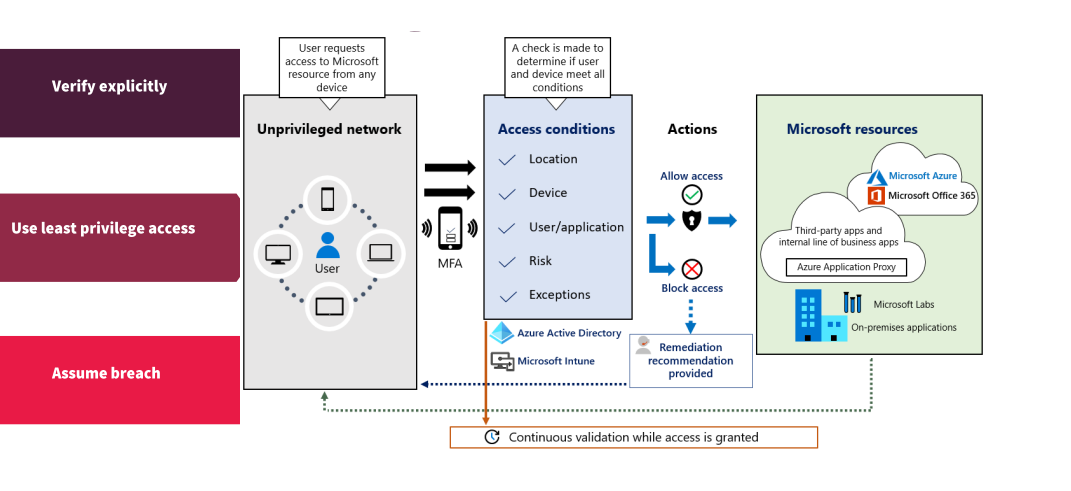 Verify explicitly
Use least privilege access
Assume breach
User requests
access to Microsoft
resource from any
device
Unprivileged network
User
MFA
A check is made to
determine if user
and device meet all
conditions
Access conditions
Location
Device
User/application
Risk
Exceptions
Azure Active Directory
Microsoft Intune
Actions
Allow access
Block access
Remediation
recommendation
provided
Microsoft resources
Microsoft Azure
Microsoft Office 365
Third-party apps and
internal line of business apps
Azure Application Proxy
Microsoft Labs
On-premises applications
Continuous validation while access is granted